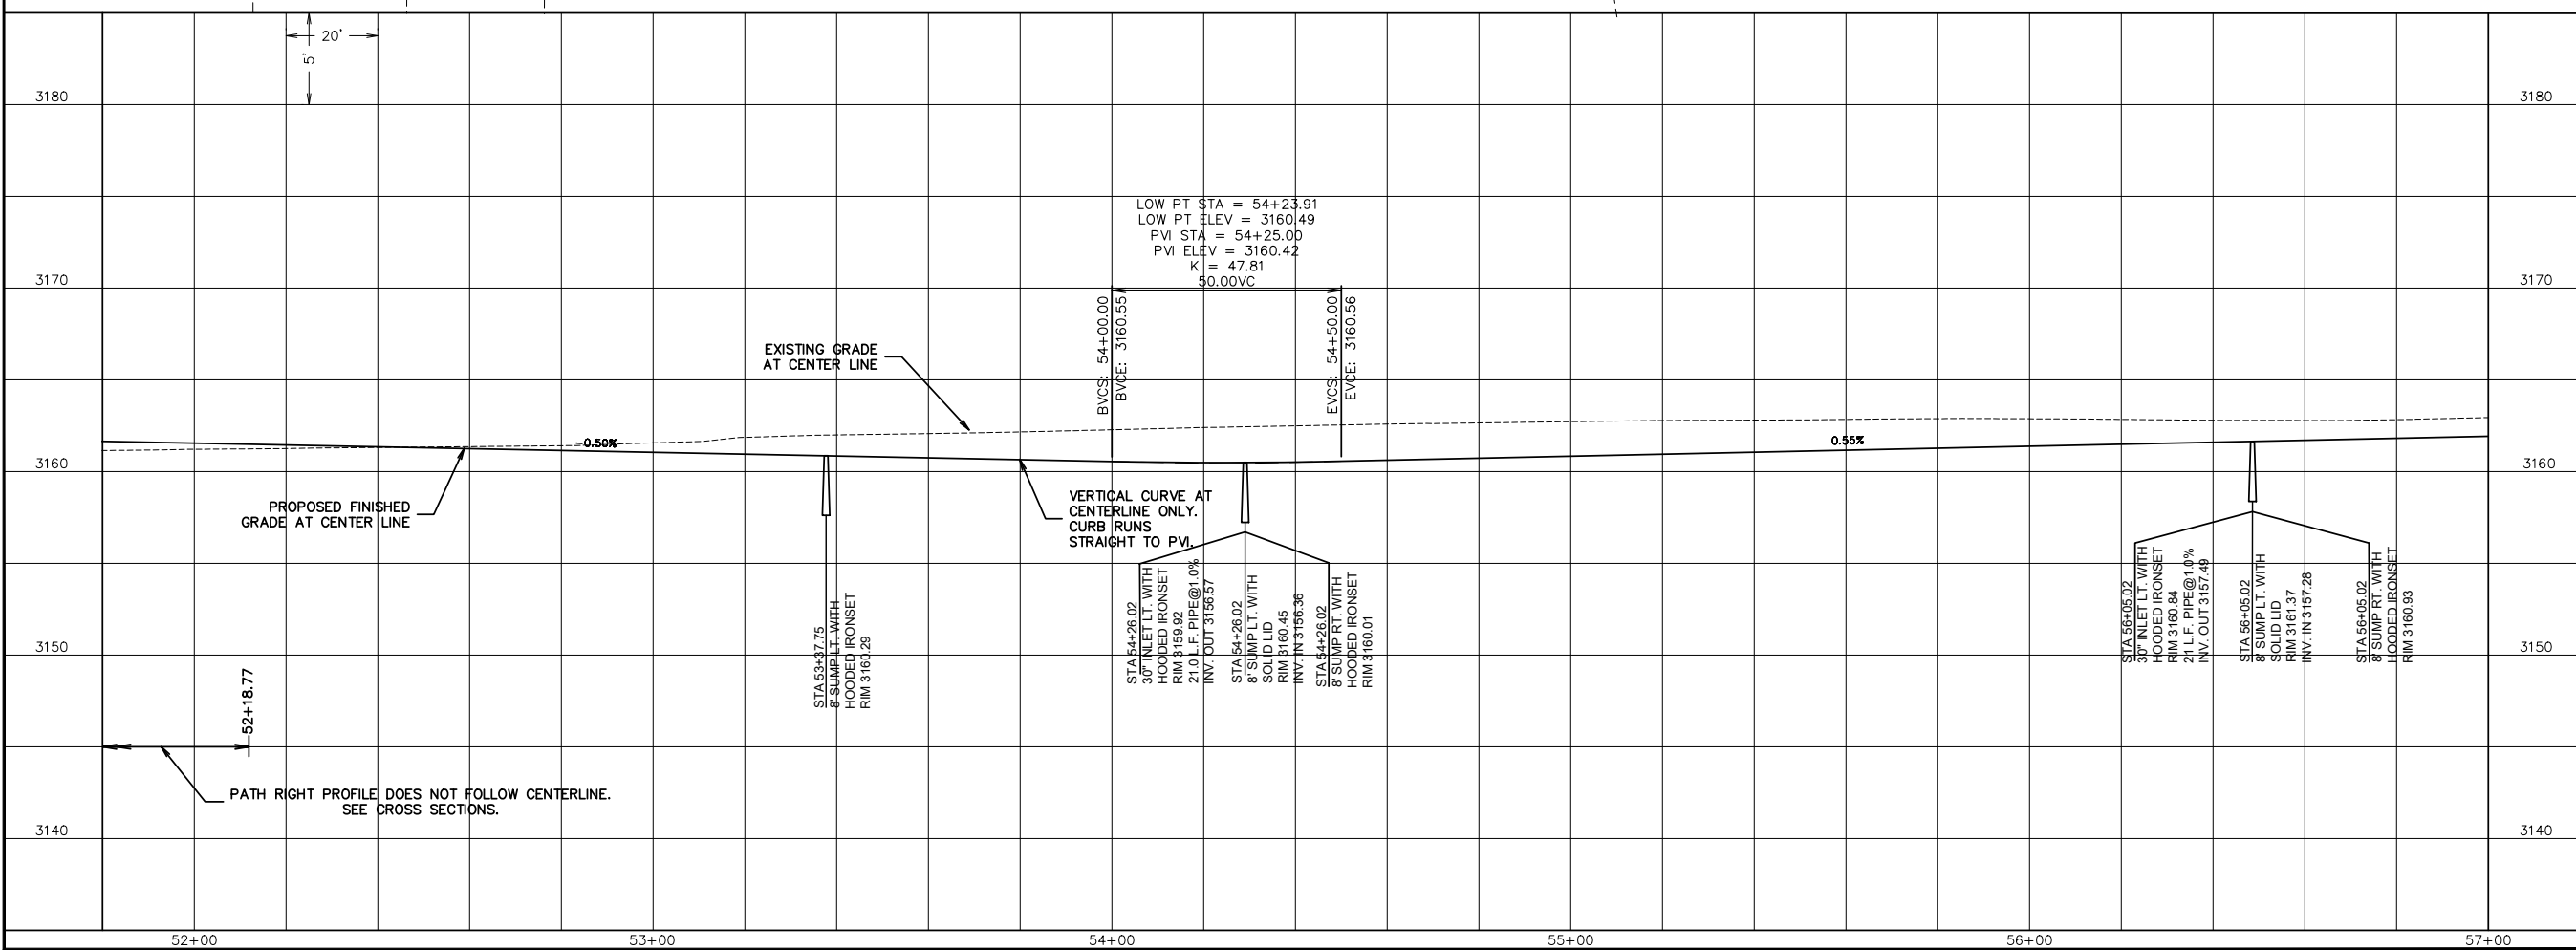 20'
5'
3180
3180
LOW PT STA = 54+23.91
LOW PT ELEV = 3160.49
PVI STA = 54+25.00
PVI ELEV = 3160.42
K = 47.81
50.00VC
3170
3170
BVCS: 54+00.00
BVCE: 3160.55
EVCS: 54+50.00
EVCE: 3160.56
EXISTING GRADE
AT CENTER LINE
-0.50%
0.55%
3160
3160
PROPOSED FINISHED
GRADE AT CENTER LINE
VERTICAL CURVE AT
CENTERLINE ONLY.
CURB RUNS
STRAIGHT TO PVI.
STA 53+37.75
8' SUMP LT. WITH
HOODED IRONSET
RIM 3160.29
STA 54+26.02
30" INLET LT. WITH
HOODED IRONSET
RIM 3159.92
21.0 L.F. PIPE@1.0%
INV. OUT 3156.57
STA 54+26.02
8' SUMP LT. WITH
SOLID LID
RIM 3160.45
INV. IN 3156.36
STA 54+26.02
8' SUMP RT. WITH
HOODED IRONSET
RIM 3160.01
STA 56+05.02
30" INLET LT. WITH
HOODED IRONSET
RIM 3160.84
21 L.F. PIPE@1.0%
INV. OUT 3157.49
STA 56+05.02
8' SUMP LT. WITH
SOLID LID
RIM 3161.37
INV. IN 3157.28
STA 56+05.02
8' SUMP RT. WITH
HOODED IRONSET
RIM 3160.93
3150
3150
52+18.77
PATH RIGHT PROFILE DOES NOT FOLLOW CENTERLINE.
SEE CROSS SECTIONS.
3140
3140
52+00
53+00
54+00
55+00
56+00
57+00